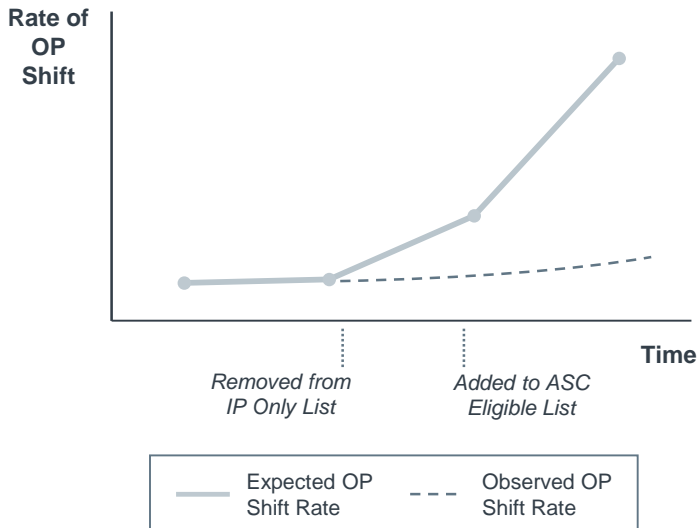 Rate of
OP
Shift
Time
Removed from
IP Only List
Added to ASC
Eligible List
Expected OP
Shift Rate
Observed OP
Shift Rate